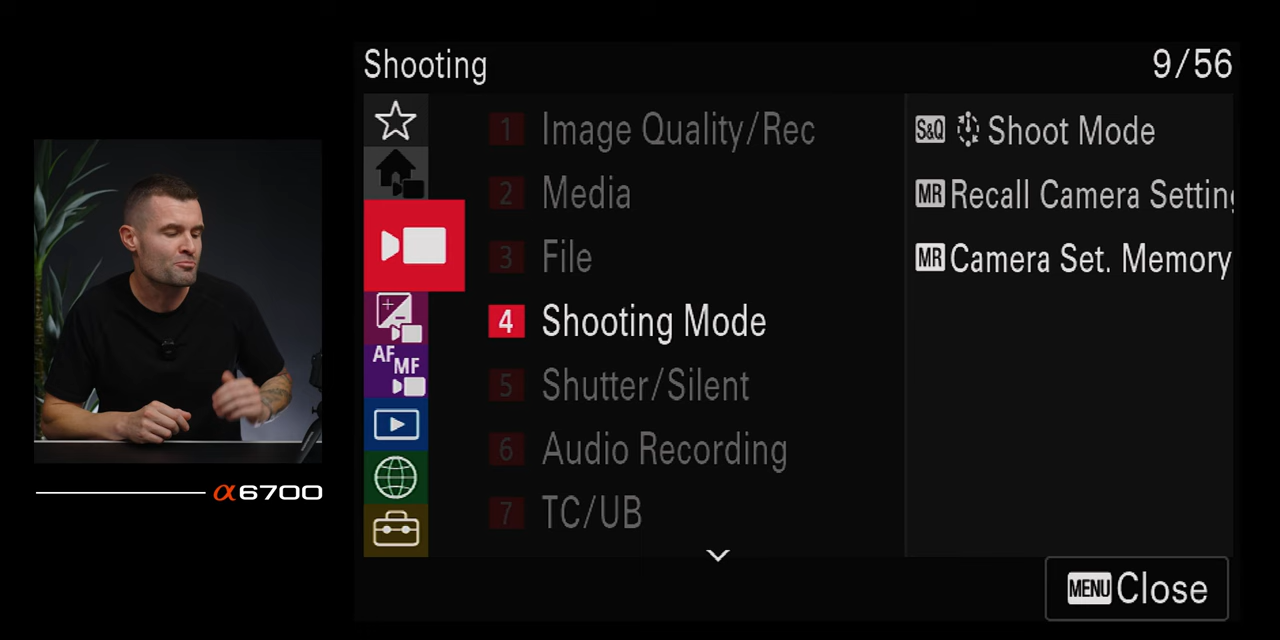 Shooting 9/56
1 Image Quality/Rec
2 Media
3 File
4 Shooting Mode
5 Shutter/Silent
6 Audio Recording
7 TC/UB
S&Q Shoot Mode
MR Recall Camera Setting
MR Camera Set. Memory
AF MF
MENU Close
α6700